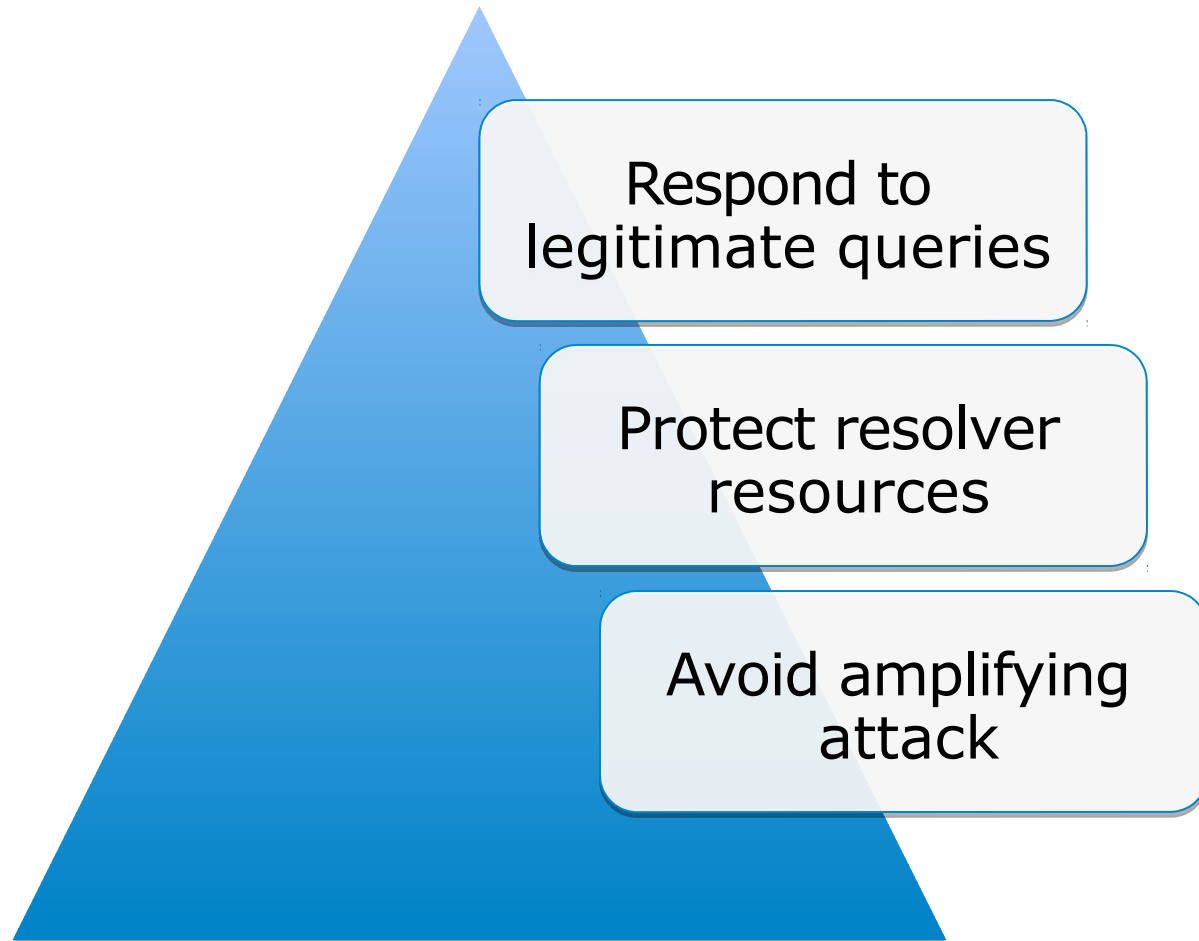 Respond to
legitimate queries
Protect resolver
resources
Avoid amplifying
attack